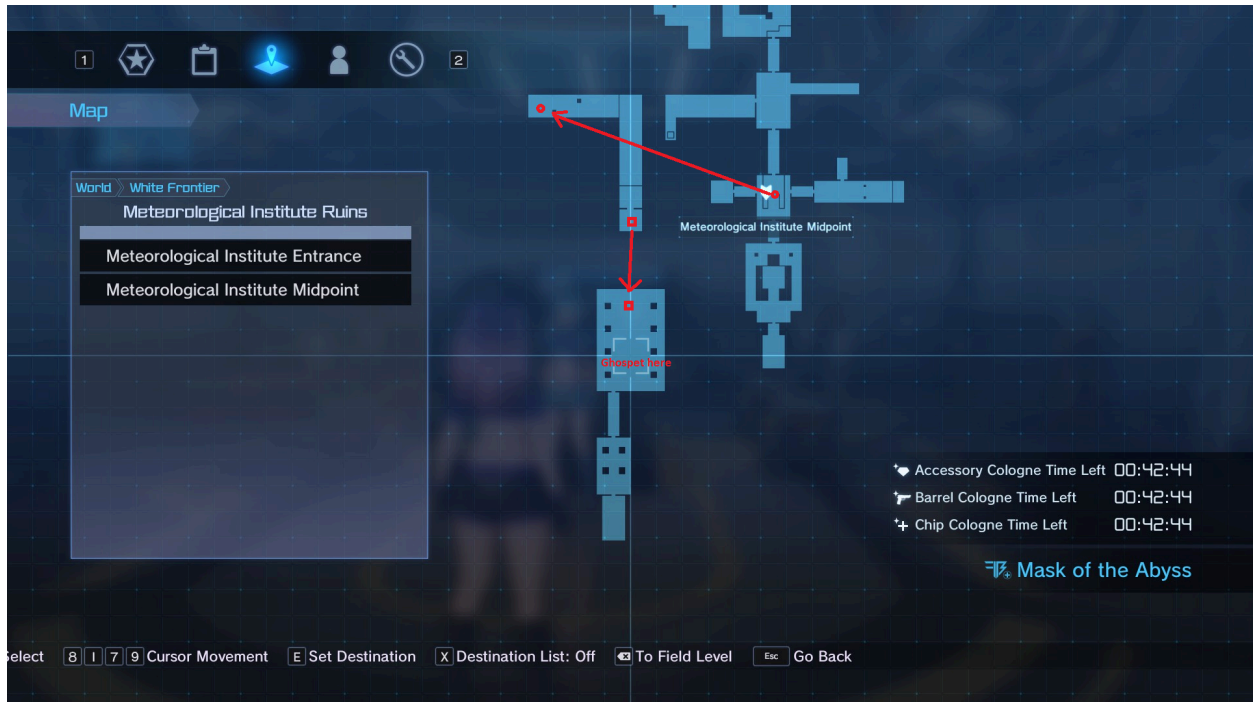 1 2
Map
World White Frontier
Meteorological Institute Ruins
Meteorological Institute Entrance
Meteorological Institute Midpoint
Meteorological Institute Midpoint
Ghospet here
Accessory Cologne Time Left 00:42:44
Barrel Cologne Time Left 00:42:44
Chip Cologne Time Left 00:42:44
Mask of the Abyss
Select 8 I 7 9 Cursor Movement E Set Destination X Destination List: Off To Field Level Esc Go Back